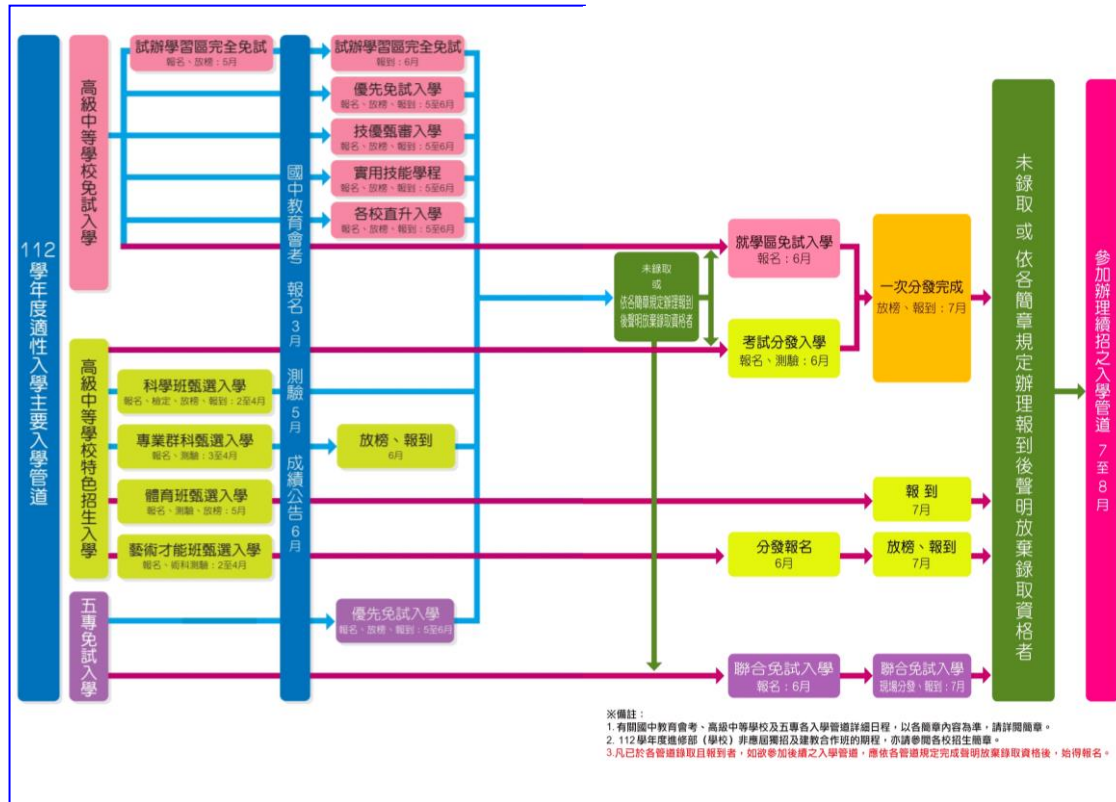 112學年度適性入學主要入學管道
高級中等學校免試入學
試辦學習區完全免試
報名、放榜：5月
國中教育會考 報名3月 測驗5月 成績公告6月
試辦學習區完全免試
報到：6月
優先免試入學
報名、放榜、報到：5至6月
技優甄審入學
報名、放榜、報到：5至6月
實用技能學程
報名、放榜、報到：5至6月
各校直升入學
報名、放榜、報到：5至6月
未錄取
或
依各簡章規定辦理報到
後聲明放棄錄取資格者
就學區免試入學
報名：6月
一次分發完成
放榜、報到：7月
考試分發入學
報名、測驗：6月
高級中等學校特色招生入學
科學班甄選入學
報名、檢定、放榜、報到：2至4月
專業群科甄選入學
報名、測驗：3至4月
放榜、報到
6月
體育班甄選入學
報名、測驗、放榜：5月
報到
7月
藝術才能班甄選入學
報名、術科測驗：2至4月
分發報名
6月
放榜、報到
7月
五專免試入學
優先免試入學
報名、放榜、報到：5至6月
聯合免試入學
報名：6月
聯合免試入學
現場分發、報到：7月
未錄取 或 依各簡章規定辦理報到後聲明放棄錄取資格者
參加辦理續招之入學管道 7至8月
※備註：
1. 有關國中教育會考、高級中等學校及五專各入學管道詳細日程，以各簡章內容為準，請詳閱簡章。
2. 112學年度進修部（學校）非應屆獨招及建教合作班的期程，亦請參閱各校招生簡章。
3.凡已於各管道錄取且報到者，如欲參加後續之入學管道，應依各管道規定完成聲明放棄錄取資格後，始得報名。